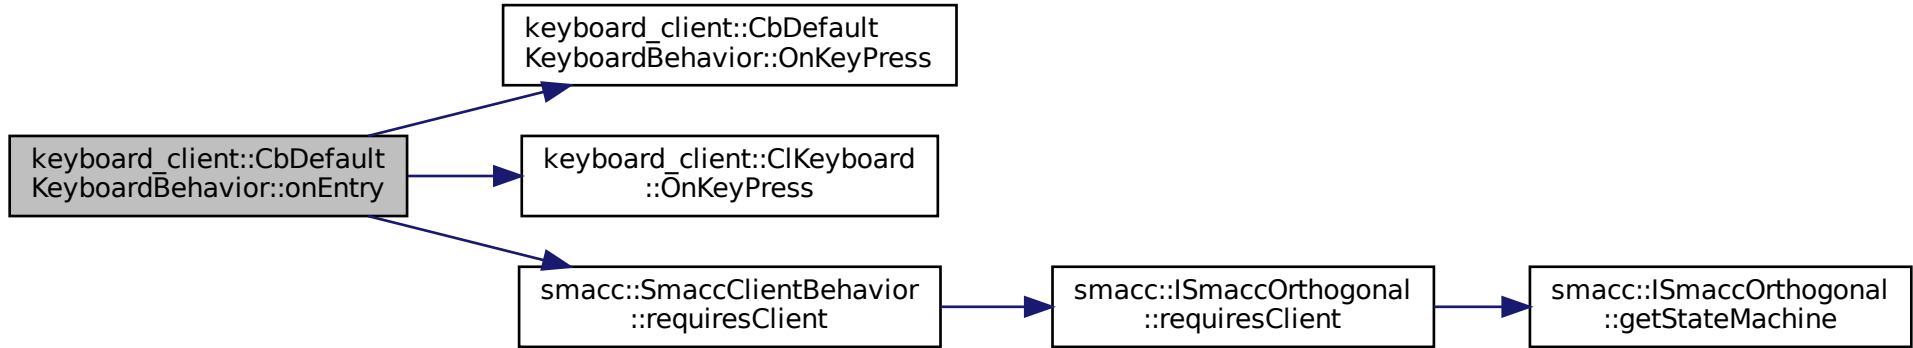 keyboard_client::CbDefault
KeyboardBehavior::OnKeyPress
keyboard_client::CbDefault
KeyboardBehavior::onEntry
keyboard_client::ClKeyboard
::OnKeyPress
smacc::SmaccClientBehavior
::requiresClient
smacc::ISmaccOrthogonal
::requiresClient
smacc::ISmaccOrthogonal
::getStateMachine